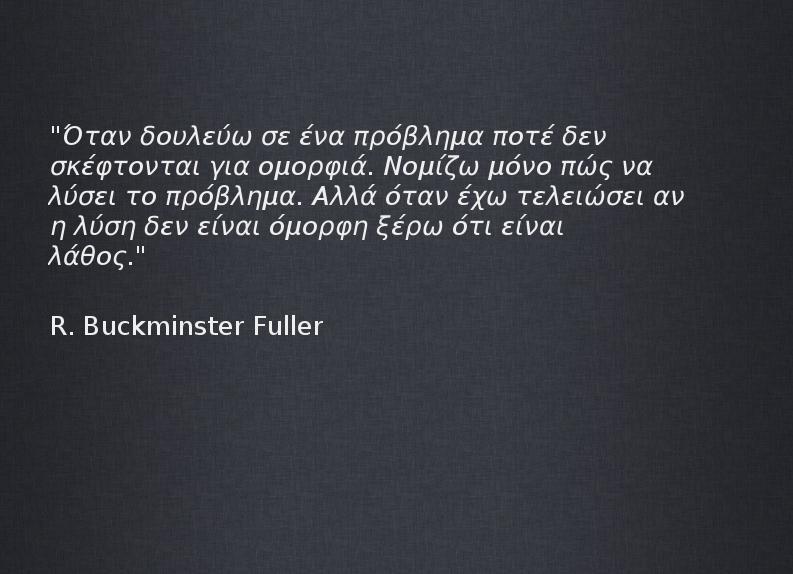 "Όταν δουλεύω σε ένα πρόβλημα ποτέ δεν
σκέφτονται για ομορφιά. Νομίζω μόνο πώς να
λύσει το πρόβλημα. Αλλά όταν έχω τελειώσει αν
η λύση δεν είναι όμορφη ξέρω ότι είναι
λάθος."
R. Buckminster Fuller